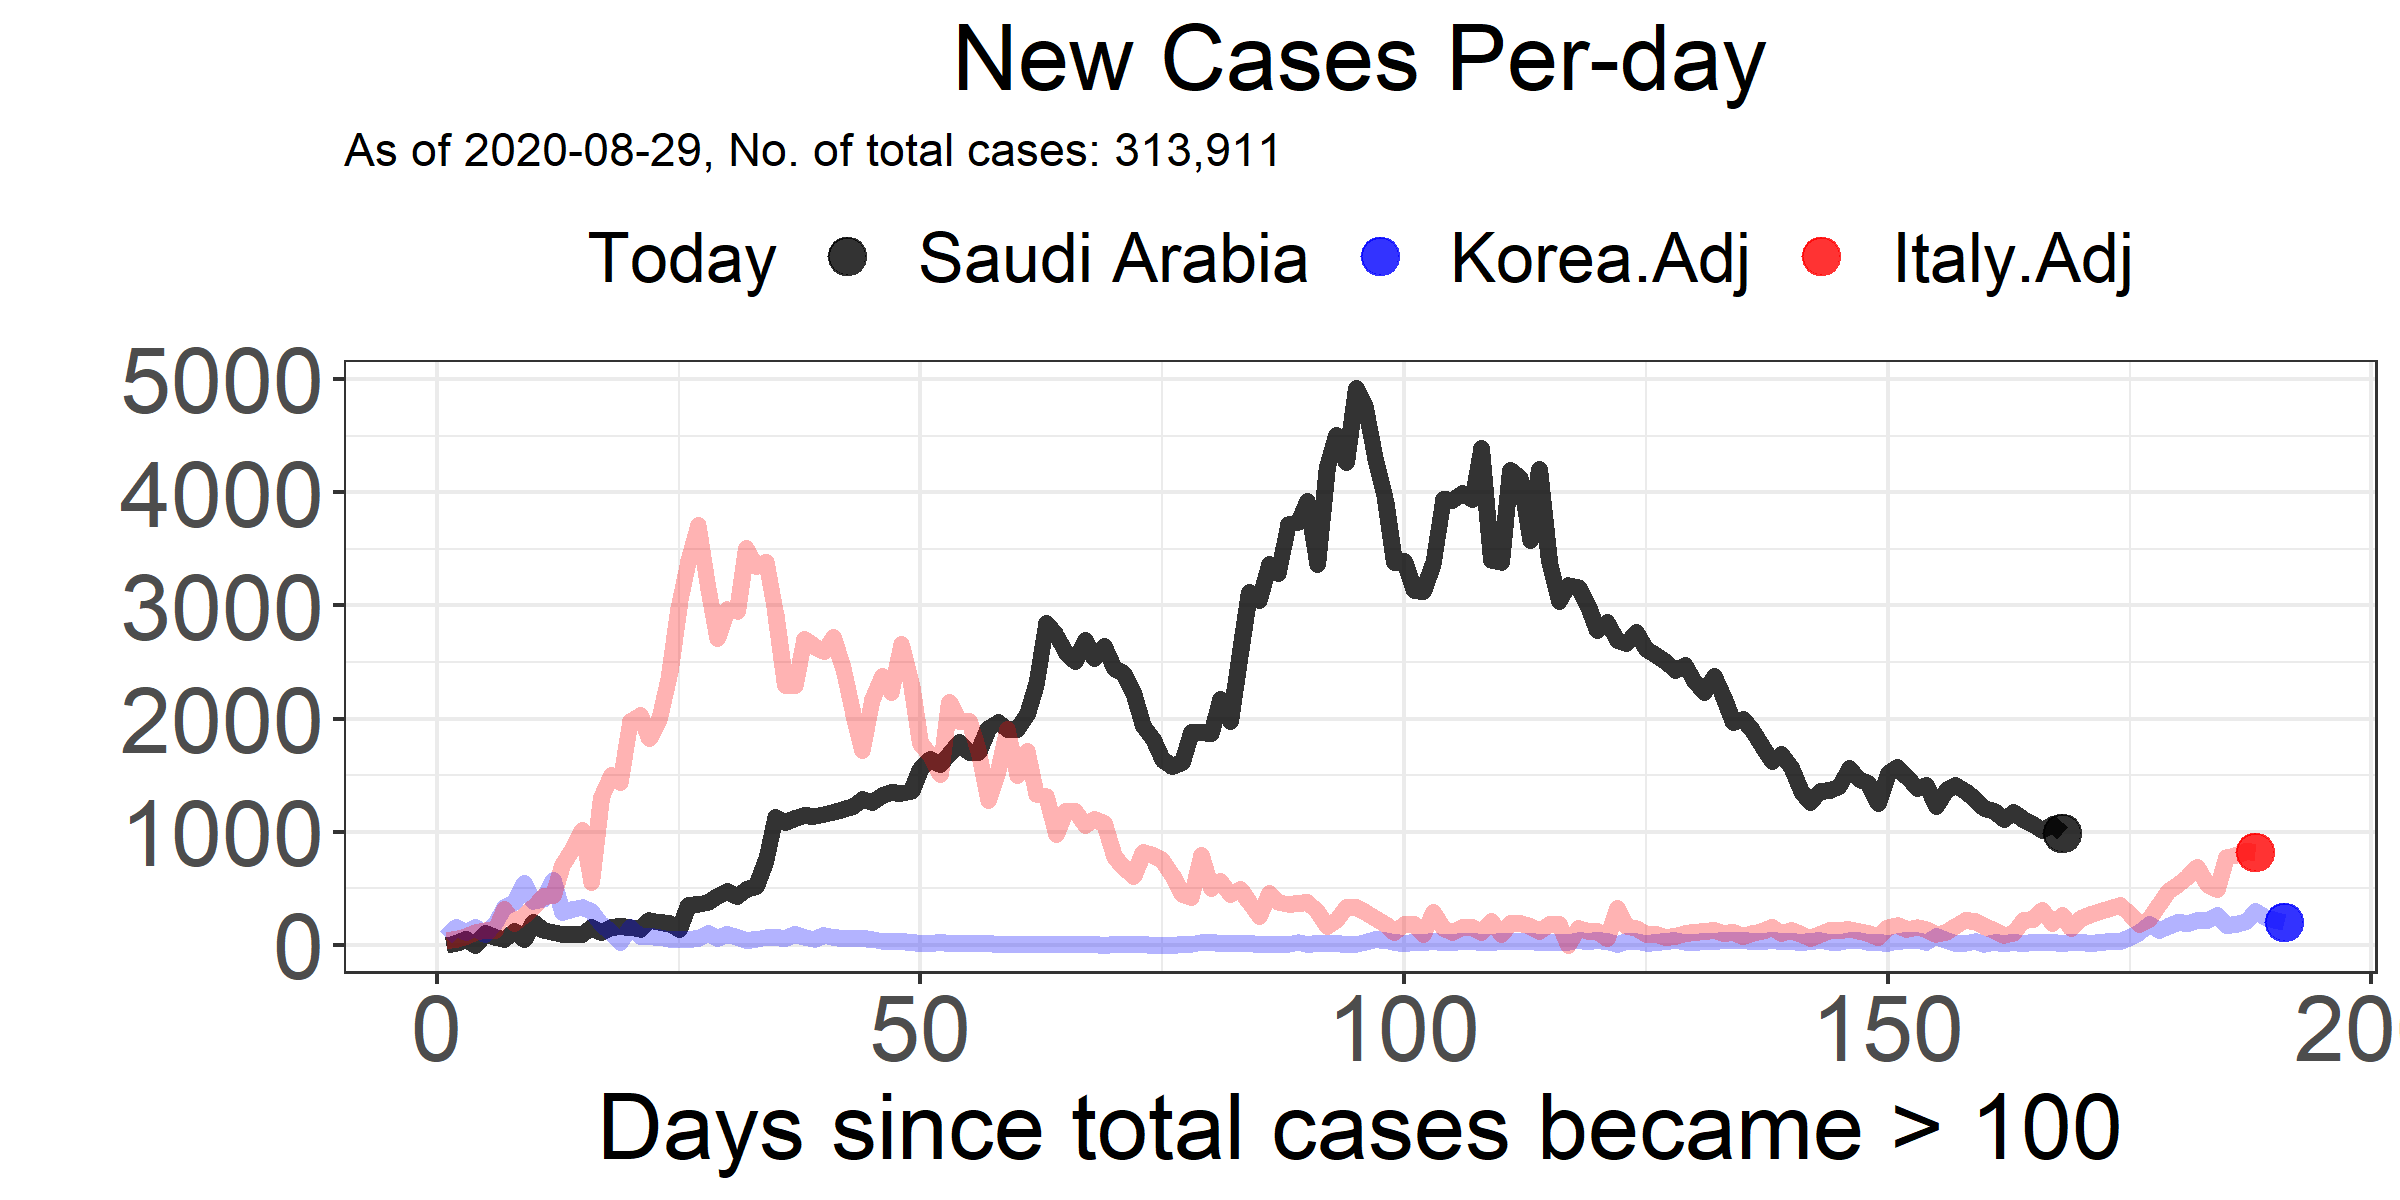 New Cases Per-day
As of 2020-08-29, No. of total cases: 313,911
Today Saudi Arabia Korea.Adj Italy.Adj
5000
4000
3000
2000
1000
0
0 50 100 150 20
Days since total cases became > 100